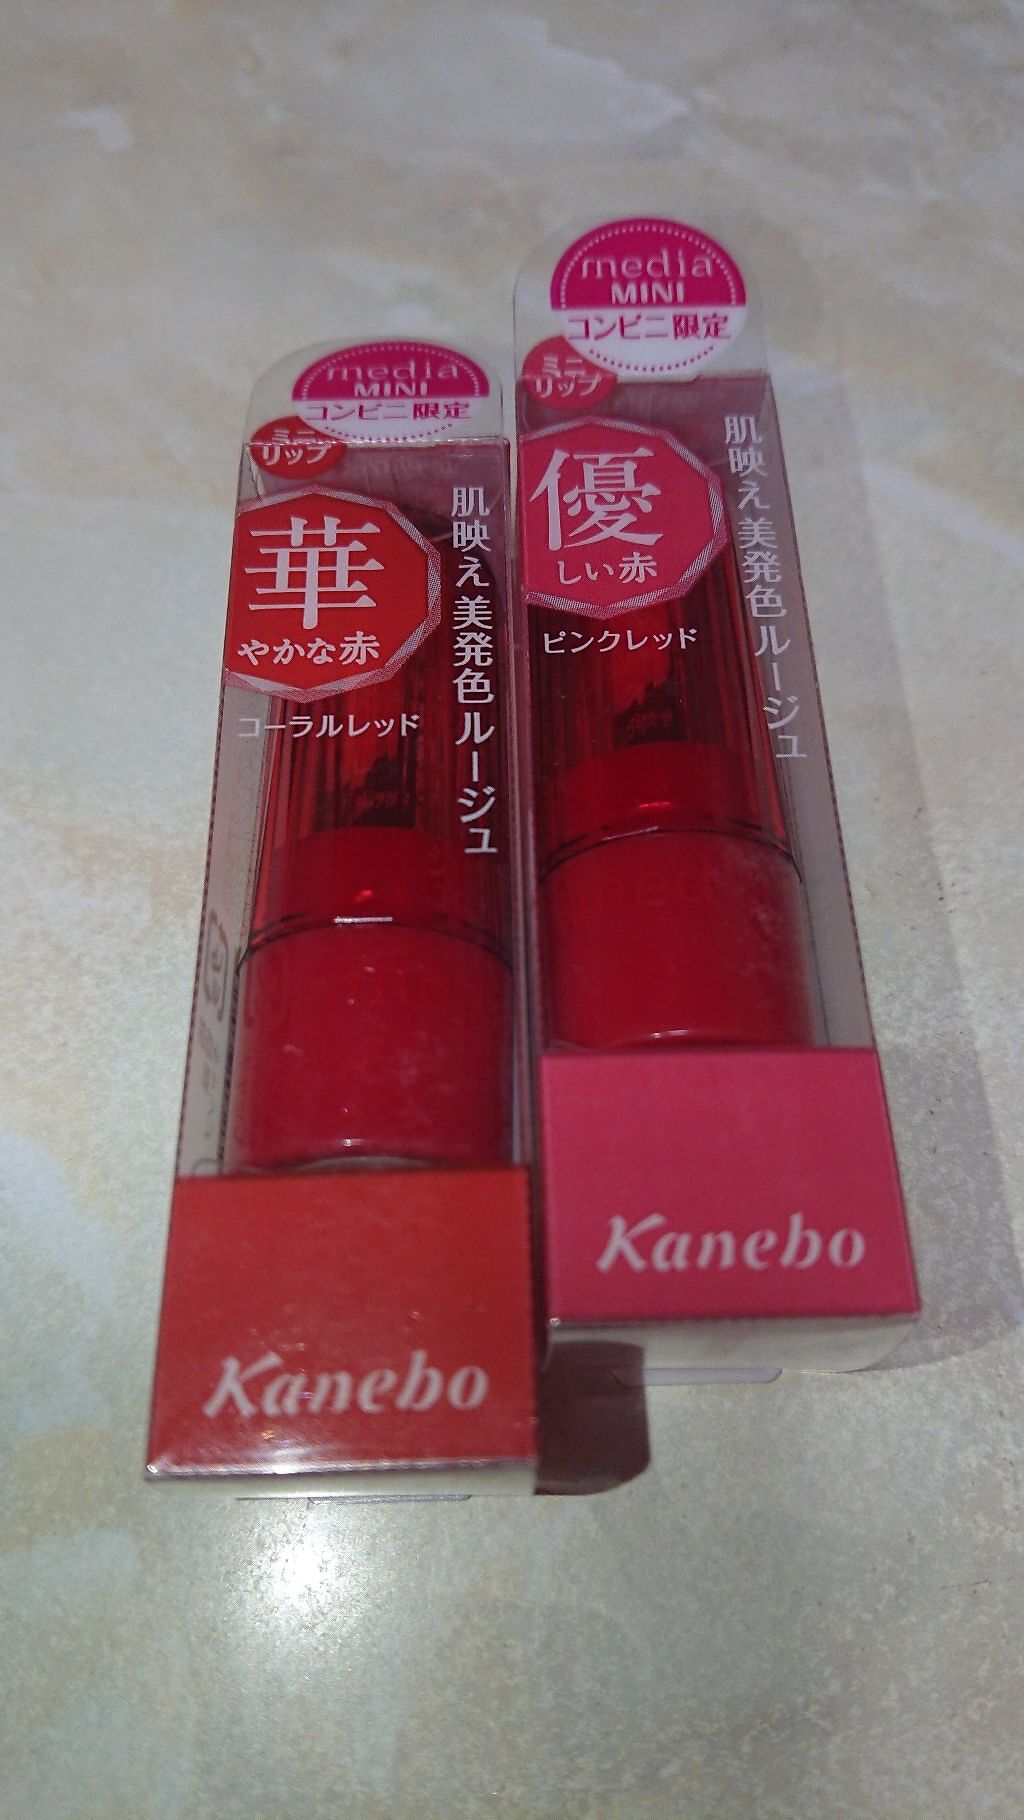 media
MINI
コンビニ限定
ミニ
リップ
華
やかな赤
コーラルレッド
肌映え美発色ルージュ
Kanebo
media
MINI
コンビニ限定
ミニ
リップ
優
しい赤
ピンクレッド
肌映え美発色ルージュ
med
Kanebo